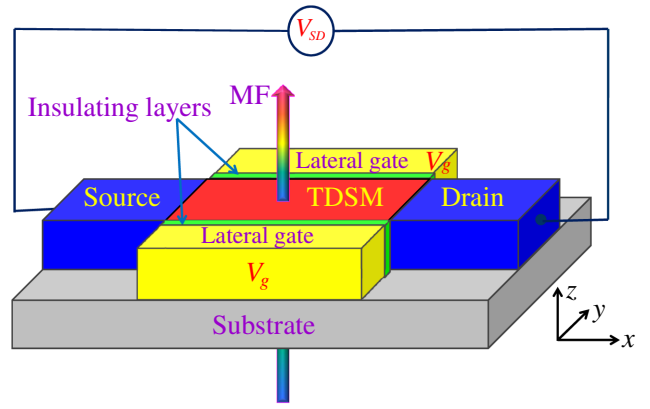 V_SD
MF
Insulating layers
Lateral gate V_g
Source TDSM Drain
Lateral gate
V_g
Substrate
z
y
x